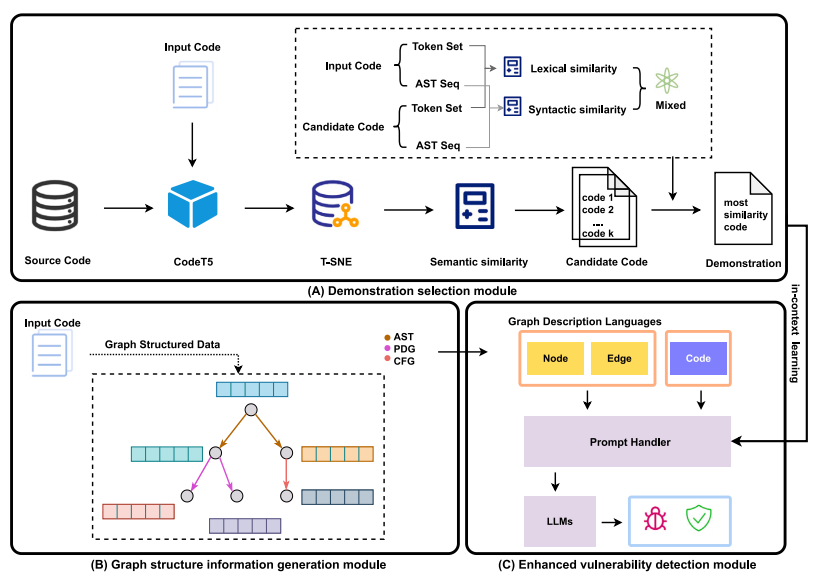 Input Code
Token Set
Input Code
AST Seq
Lexical similarity
Token Set
Candidate Code
AST Seq
Syntactic similarity
Mixed
code 1
code 2
....
code k
most
similarity
code
Source Code
CodeT5
T-SNE
Semantic similarity
Candidate Code
Demonstration
(A) Demonstration selection module
in-context learning
Input Code
Graph Structured Data
AST
PDG
CFG
(B) Graph structure information generation module
Graph Description Languages
Node
Edge
Code
Prompt Handler
LLMs
(C) Enhanced vulnerability detection module